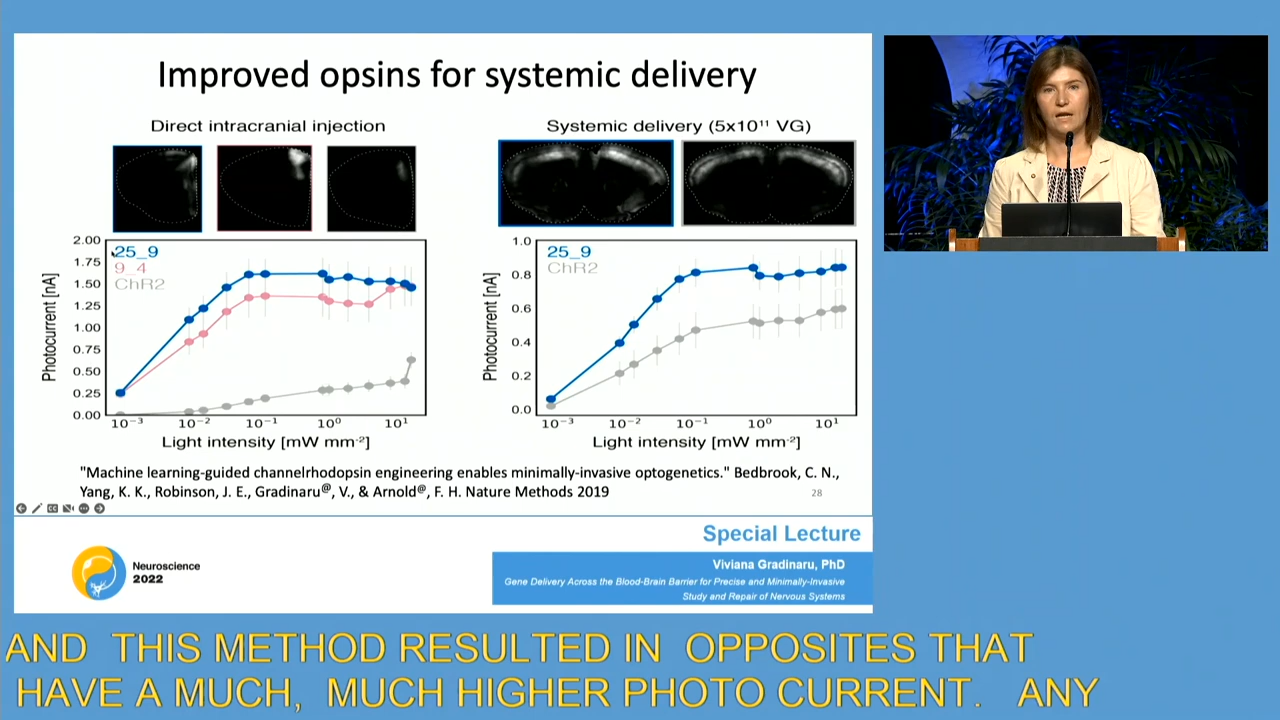 Improved opsins for systemic delivery
Direct intracranial injection
Systemic delivery (5x10¹¹ VG)
2.00
1.75
1.50
1.25
1.00
0.75
0.50
0.25
0.00
25_9
9_4
ChR2
Photocurrent [nA]
10⁻³ 10⁻² 10⁻¹ 10⁰ 10¹
Light intensity [mW mm⁻²]
1.0
0.8
0.6
0.4
0.2
0.0
25_9
ChR2
Photocurrent [nA]
10⁻³ 10⁻² 10⁻¹ 10⁰ 10¹
Light intensity [mW mm⁻²]
"Machine learning-guided channelrhodopsin engineering enables minimally-invasive optogenetics." Bedbrook, C. N.,
Yang, K. K., Robinson, J. E., Gradinaru@, V., & Arnold@, F. H. Nature Methods 2019
28
Special Lecture
Neuroscience
2022
Viviana Gradinaru, PhD
Gene Delivery Across the Blood-Brain Barrier for Precise and Minimally-Invasive
Study and Repair of Nervous Systems
AND THIS METHOD RESULTED IN OPPOSITES THAT
HAVE A MUCH, MUCH HIGHER PHOTO CURRENT. ANY